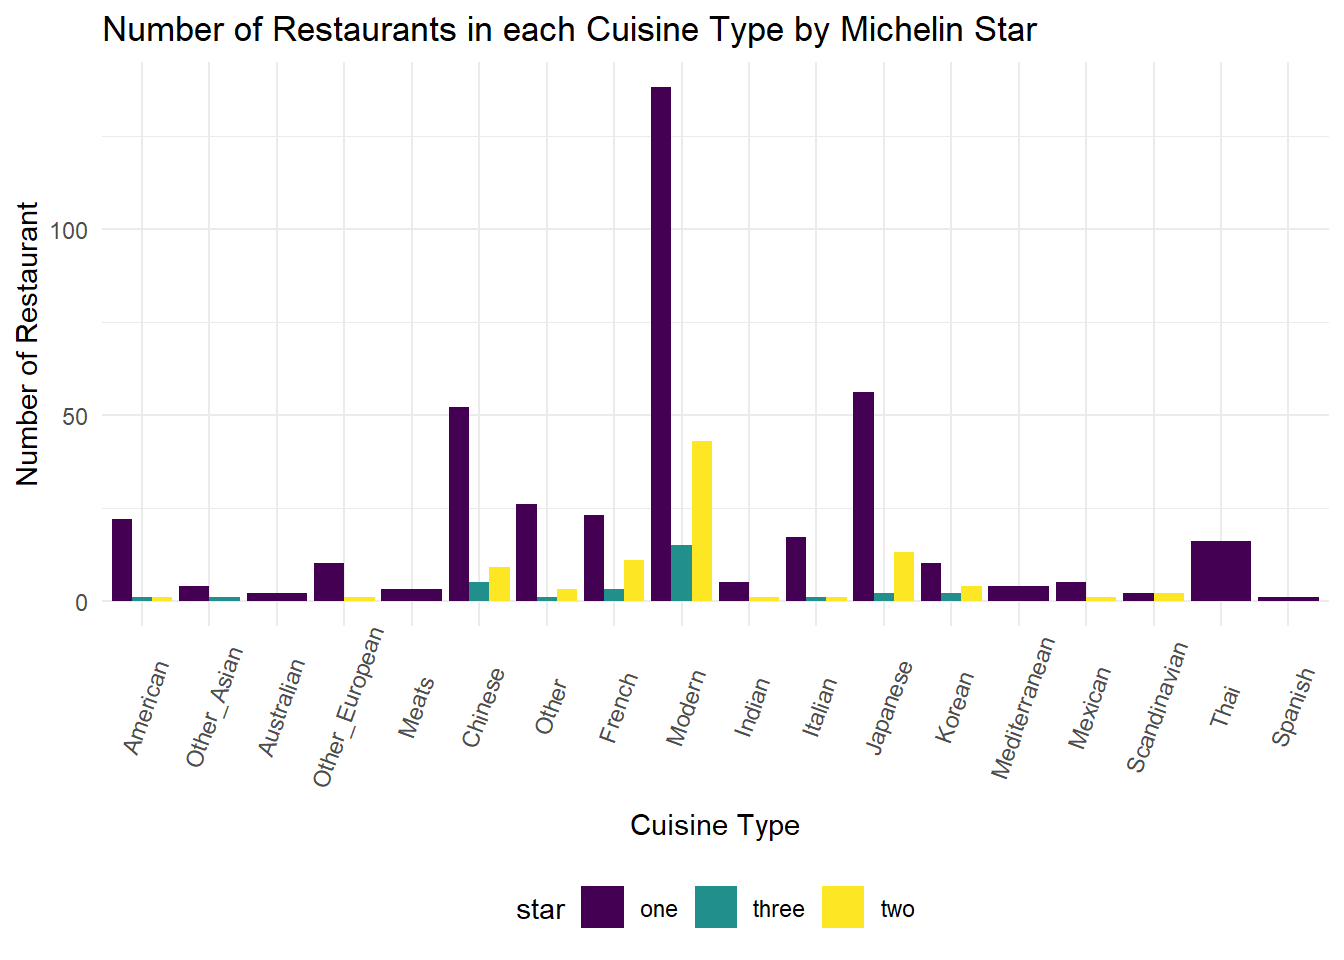 Number of Restaurants in each Cuisine Type by Michelin Star
Number of Restaurant
100
50
0
American
Other_Asian
Australian
Other_European
Meats
Chinese
Other
French
Modern
Indian
Italian
Japanese
Korean
Mediterranean
Mexican
Scandinavian
Thai
Spanish
Cuisine Type
star one three two